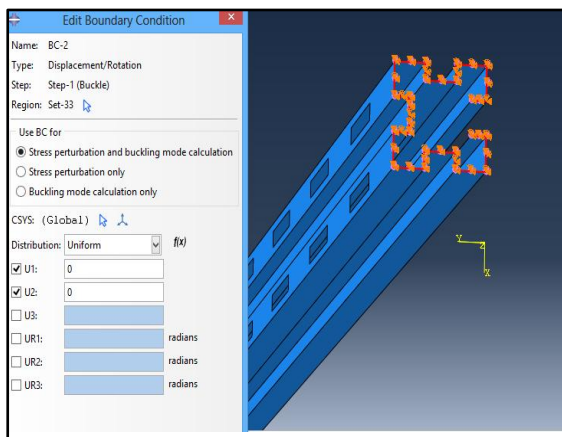 Edit Boundary Condition
x
Name: BC-2
Type: Displacement/Rotation
Step: Step-1 (Buckle)
Region: Set-33
Use BC for
Stress perturbation and buckling mode calculation
Stress perturbation only
Buckling mode calculation only
CSYS: (Global)
Distribution: Uniform f(x)
U1: 0
U2: 0
U3:
UR1: radians
UR2: radians
UR3: radians
Y
Z
X